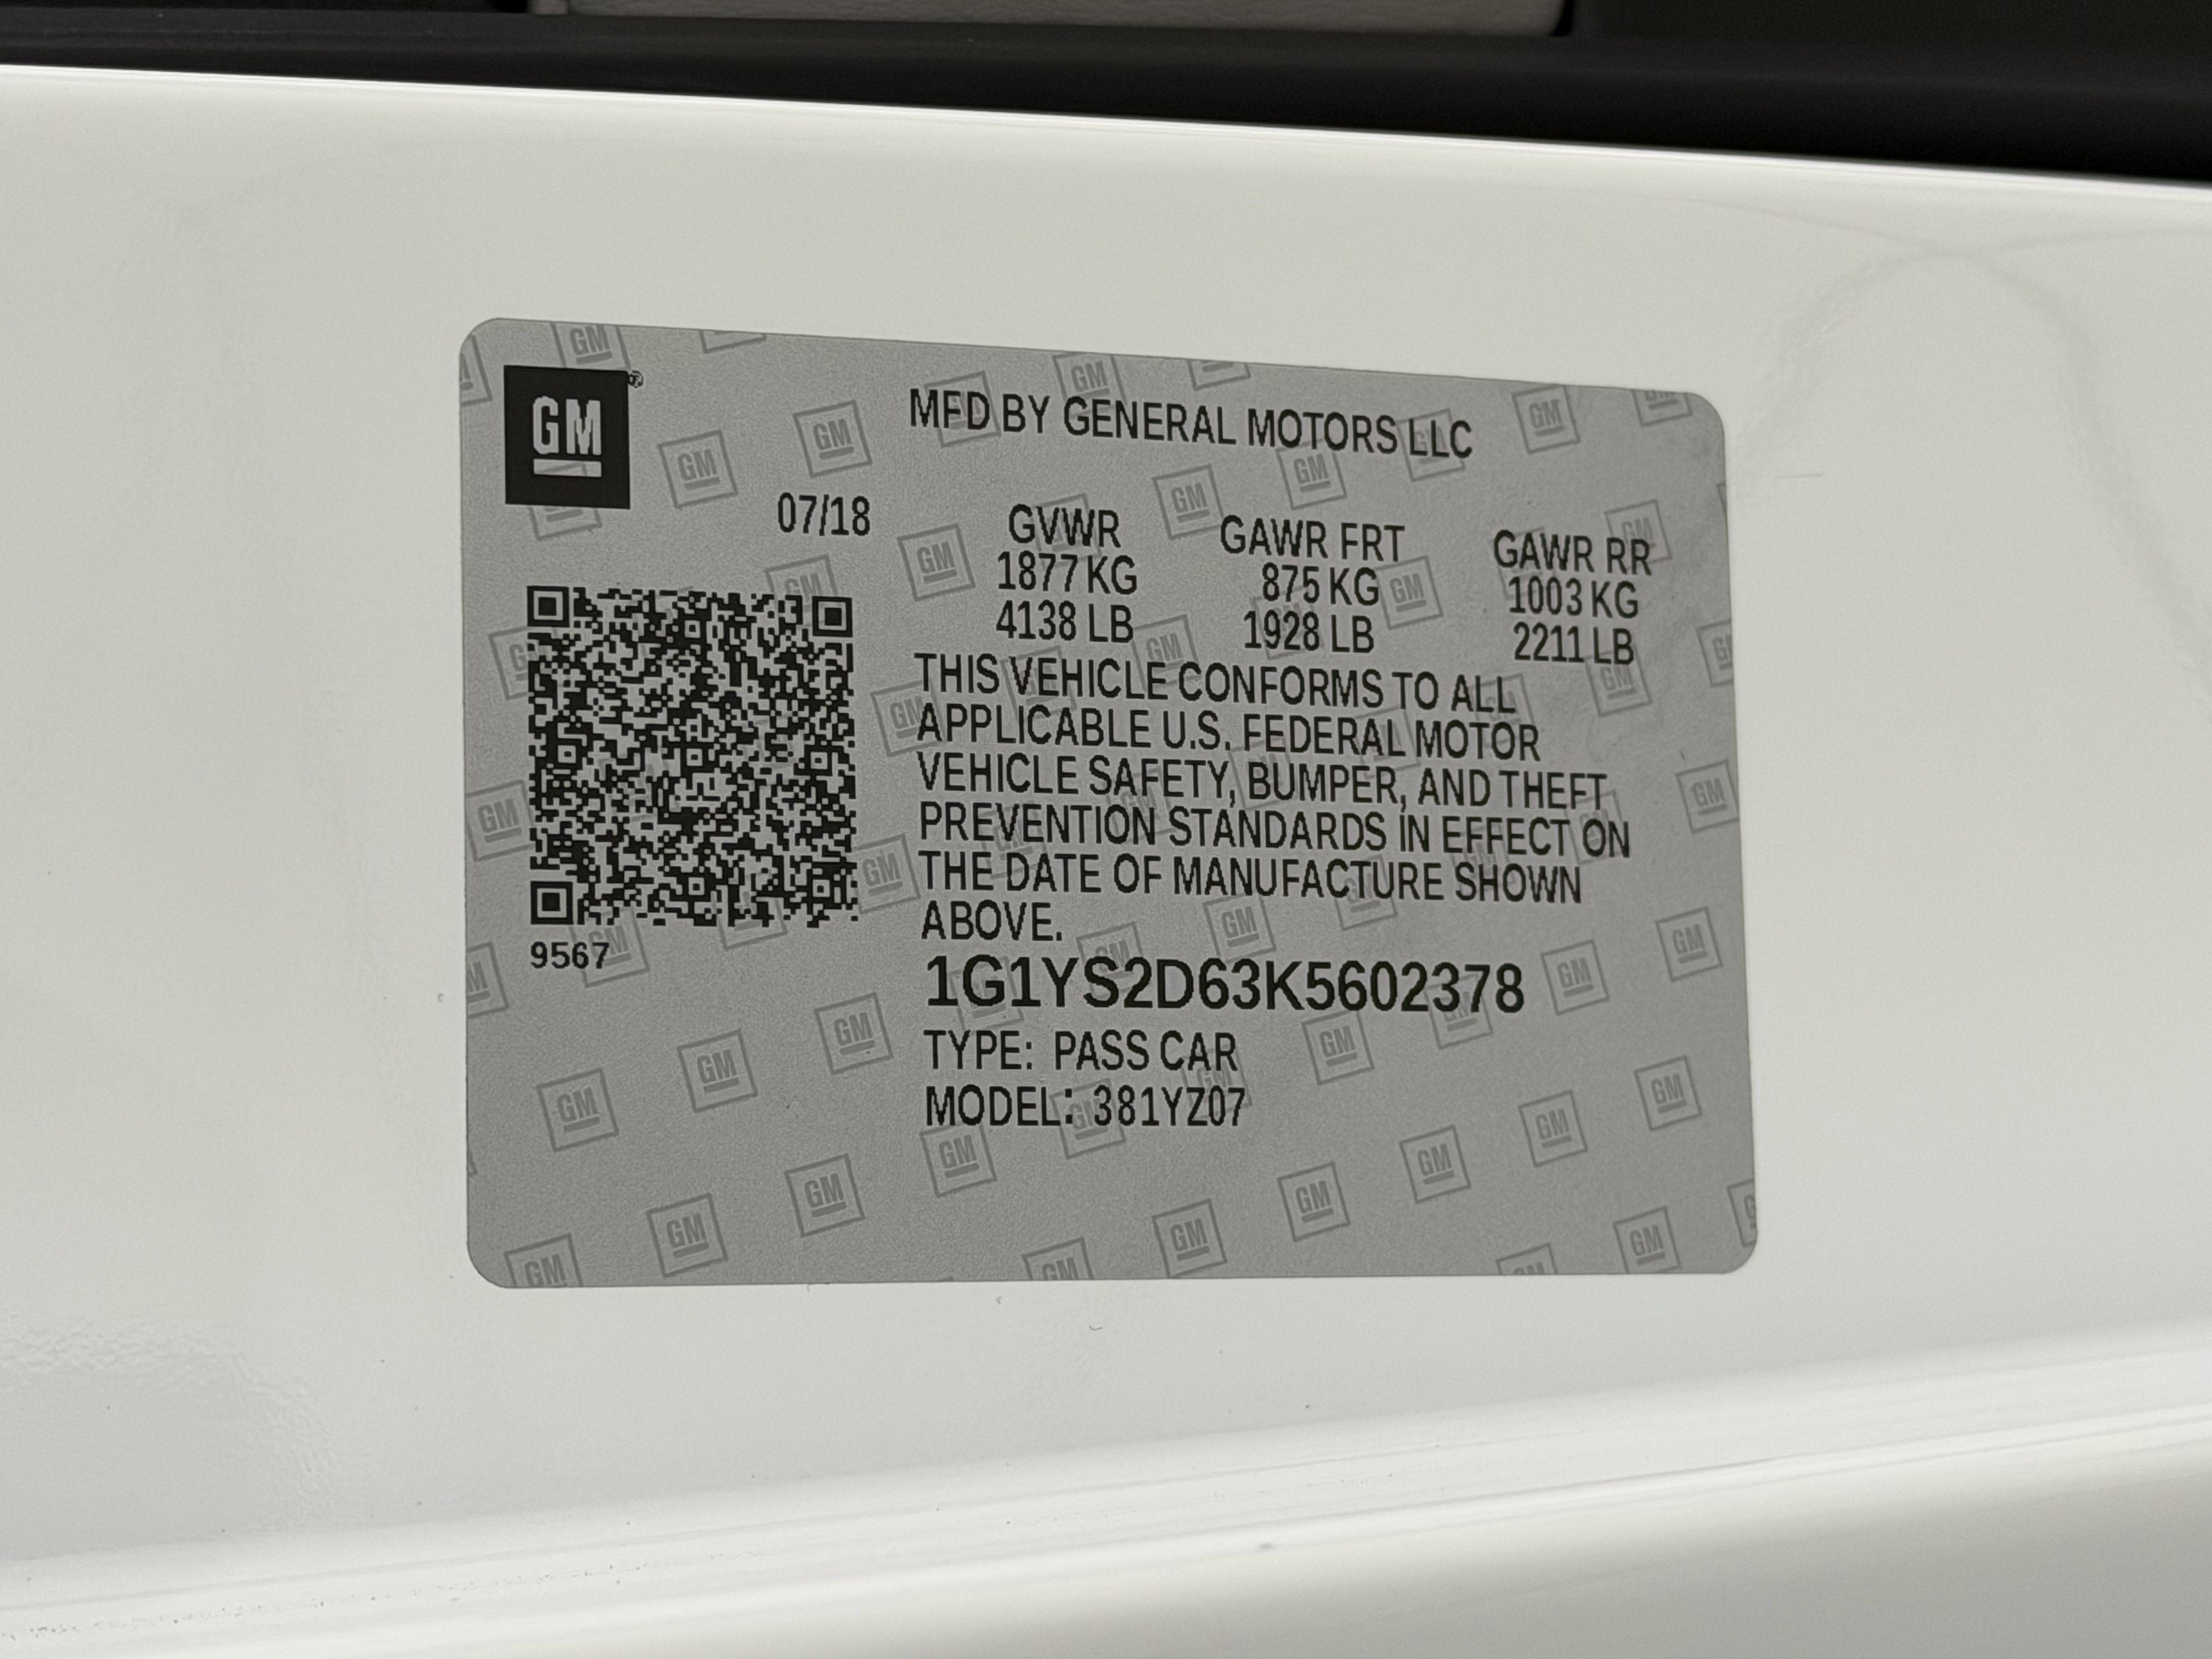 GM
MFD BY GENERAL MOTORS LLC
07/18
GVWR GAWR FRT GAWR RR
1877 KG 875 KG 1003 KG
4138 LB 1928 LB 2211 LB
THIS VEHICLE CONFORMS TO ALL
APPLICABLE U.S. FEDERAL MOTOR
VEHICLE SAFETY, BUMPER, AND THEFT
PREVENTION STANDARDS IN EFFECT ON
THE DATE OF MANUFACTURE SHOWN
ABOVE.
9567
1G1YS2D63K5602378
TYPE: PASS CAR
MODEL: 381YZ07